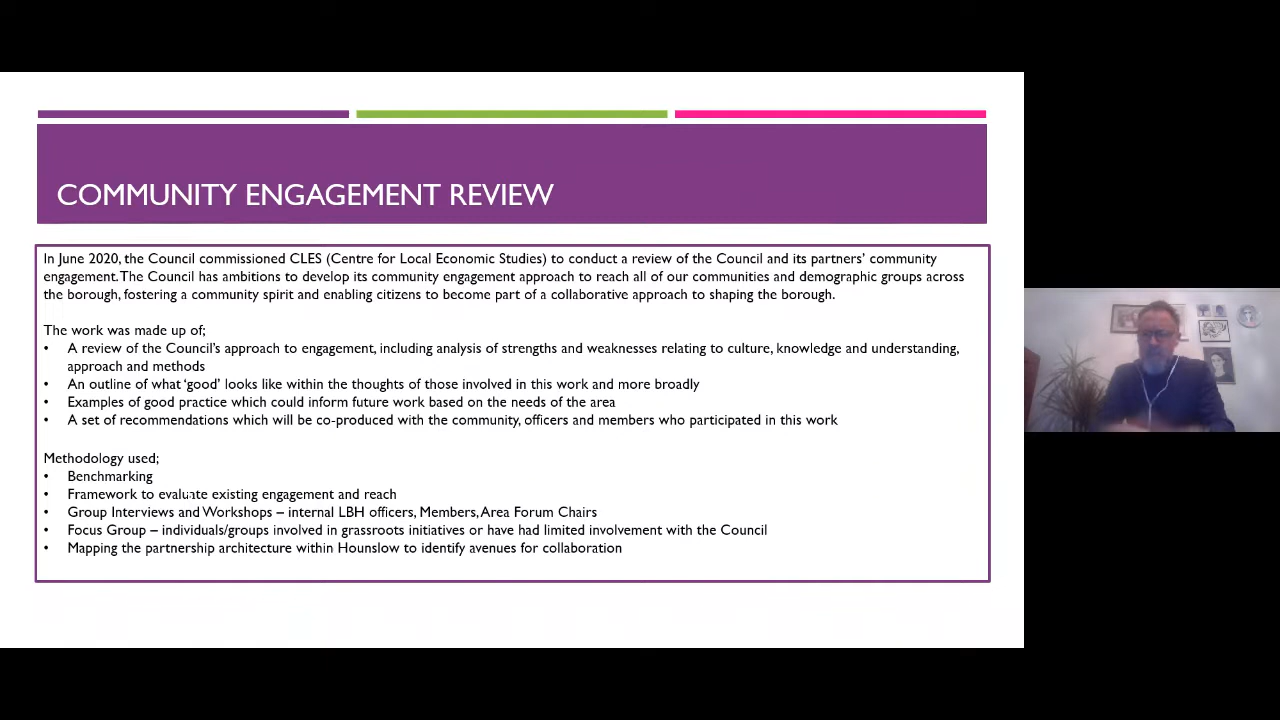 COMMUNITY ENGAGEMENT REVIEW
In June 2020, the Council commissioned CLES (Centre for Local Economic Studies) to conduct a review of the Council and its partners’ community
engagement. The Council has ambitions to develop its community engagement approach to reach all of our communities and demographic groups across
the borough, fostering a community spirit and enabling citizens to become part of a collaborative approach to shaping the borough.
The work was made up of;
• A review of the Council’s approach to engagement, including analysis of strengths and weaknesses relating to culture, knowledge and understanding,
approach and methods
• An outline of what ‘good’ looks like within the thoughts of those involved in this work and more broadly
• Examples of good practice which could inform future work based on the needs of the area
• A set of recommendations which will be co-produced with the community, officers and members who participated in this work
Methodology used;
• Benchmarking
• Framework to evaluate existing engagement and reach
• Group Interviews and Workshops – internal LBH officers, Members, Area Forum Chairs
• Focus Group – individuals/groups involved in grassroots initiatives or have had limited involvement with the Council
• Mapping the partnership architecture within Hounslow to identify avenues for collaboration